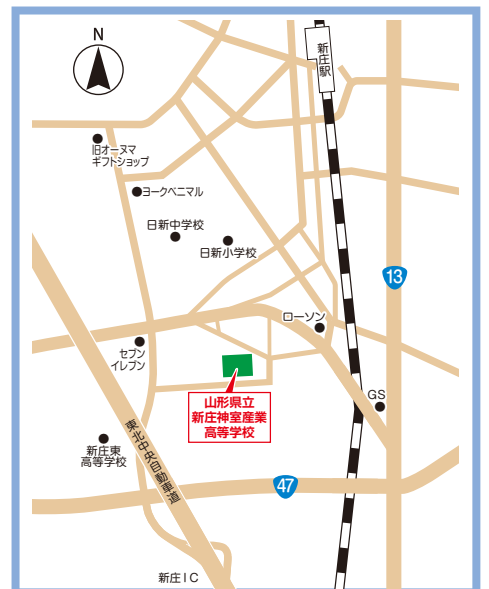 N
新庄駅
旧オーヌマ
ギフトショップ
ヨークベニマル
日新中学校
日新小学校
13
ローソン
セブン
イレブン
GS
山形県立
新庄神室産業
高等学校
新庄東
高等学校
東北中央自動車道
47
新庄IC